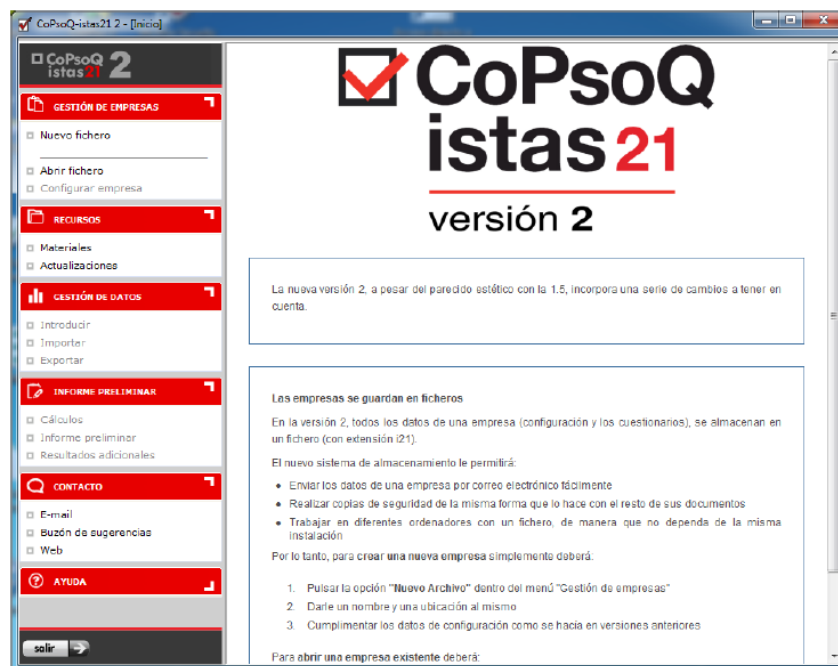 CoPsoQ-istas21 2 - [Inicio]
CoPsoQ
istas21 2
GESTIÓN DE EMPRESAS
Nuevo fichero
Abrir fichero
Configurar empresa
RECURSOS
Materiales
Actualizaciones
GESTIÓN DE DATOS
Introducir
Importar
Exportar
INFORME PRELIMINAR
Cálculos
Informe preliminar
Resultados adicionales
CONTACTO
E-mail
Buzón de sugerencias
Web
AYUDA
salir
CoPsoQ
istas 21
versión 2
La nueva versión 2, a pesar del parecido estético con la 1.5, incorpora una serie de cambios a tener en
cuenta.
Las empresas se guardan en ficheros
En la versión 2, todos los datos de una empresa (configuración y los cuestionarios), se almacenan en
un fichero (con extensión i21).
El nuevo sistema de almacenamiento le permitirá:
• Enviar los datos de una empresa por correo electrónico fácilmente
• Realizar copias de seguridad de la misma forma que lo hace con el resto de sus documentos
• Trabajar en diferentes ordenadores con un fichero, de manera que no dependa de la misma
instalación
Por lo tanto, para crear una nueva empresa simplemente deberá:
1. Pulsar la opción "Nuevo Archivo" dentro del menú "Gestión de empresas"
2. Darle un nombre y una ubicación al mismo
3. Cumplimentar los datos de configuración como se hacía en versiones anteriores
Para abrir una empresa existente deberá: